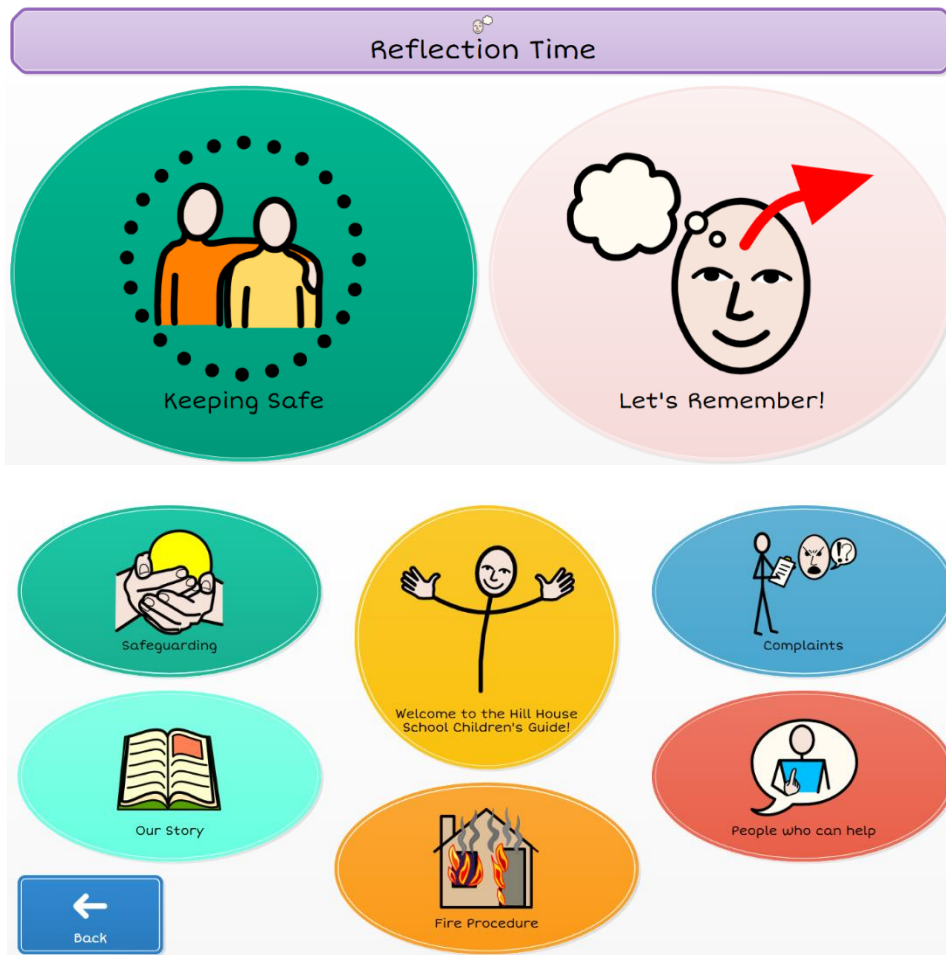 Reflection Time
Keeping Safe
Let's Remember!
Safeguarding
Welcome to the Hill House
School Children's Guide!
!?
Complaints
Our Story
People who can help
Fire Procedure
Back